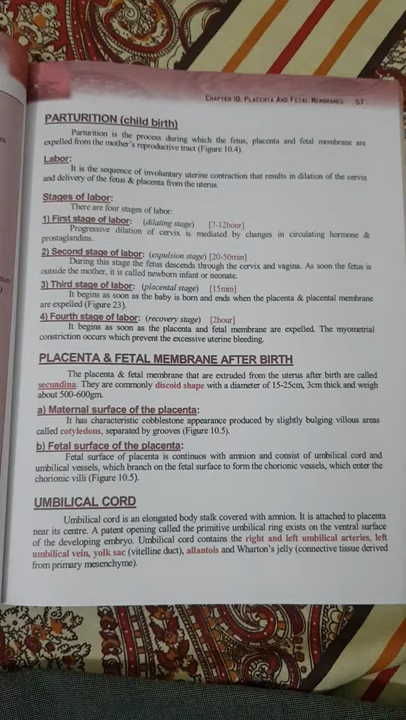 CHAPTER 10: PLACENTA AND FETAL MEMBRANES 57
PARTURITION (child birth)
Parturition is the process during which the fetus, placenta and fetal membrane are
expelled from the mother's reproductive tract (Figure 10.4).
Labor:
It is the sequence of involuntary uterine contraction that results in dilation of the cervix
and delivery of the fetus & placenta from the uterus.
Stages of labor:
There are four stages of labor:
1) First stage of labor: (dilating stage) [7-12hour]
Progressive dilation of cervix is mediated by changes in circulating hormone &
prostaglandins.
2) Second stage of labor: (expulsion stage) [20-50min]
During this stage the fetus descends through the cervix and vagina. As soon the fetus is
outside the mother, it is called newborn infant or neonate.
3) Third stage of labor: (placental stage) [15min]
It begins as soon as the baby is born and ends when the placenta & placental membrane
are expelled (Figure 23).
4) Fourth stage of labor: (recovery stage) [2hour]
It begins as soon as the placenta and fetal membrane are expelled. The myometrial
constriction occurs which prevent the excessive uterine bleeding.
PLACENTA & FETAL MEMBRANE AFTER BIRTH
The placenta & fetal membrane that are extruded from the uterus after birth are called
secundina. They are commonly discoid shape with a diameter of 15-25cm, 3cm thick and weigh
about 500-600gm.
a) Maternal surface of the placenta:
It has characteristic cobblestone appearance produced by slightly bulging villous areas
called cotyledons, separated by grooves (Figure 10.5).
b) Fetal surface of the placenta:
Fetal surface of placenta is continuos with amnion and consist of umbilical cord and
umbilical vessels, which branch on the fetal surface to form the chorionic vessels, which enter the
chorionic villi (Figure 10.5).
UMBILICAL CORD
Umbilical cord is an elongated body stalk covered with amnion. It is attached to placenta
near its centre. A patent opening called the primitive umbilical ring exists on the ventral surface
of the developing embryo. Umbilical cord contains the right and left umbilical arteries, left
umbilical vein, yolk sac (vitelline duct), allantois and Wharton's jelly (connective tissue derived
from primary mesenchyme).